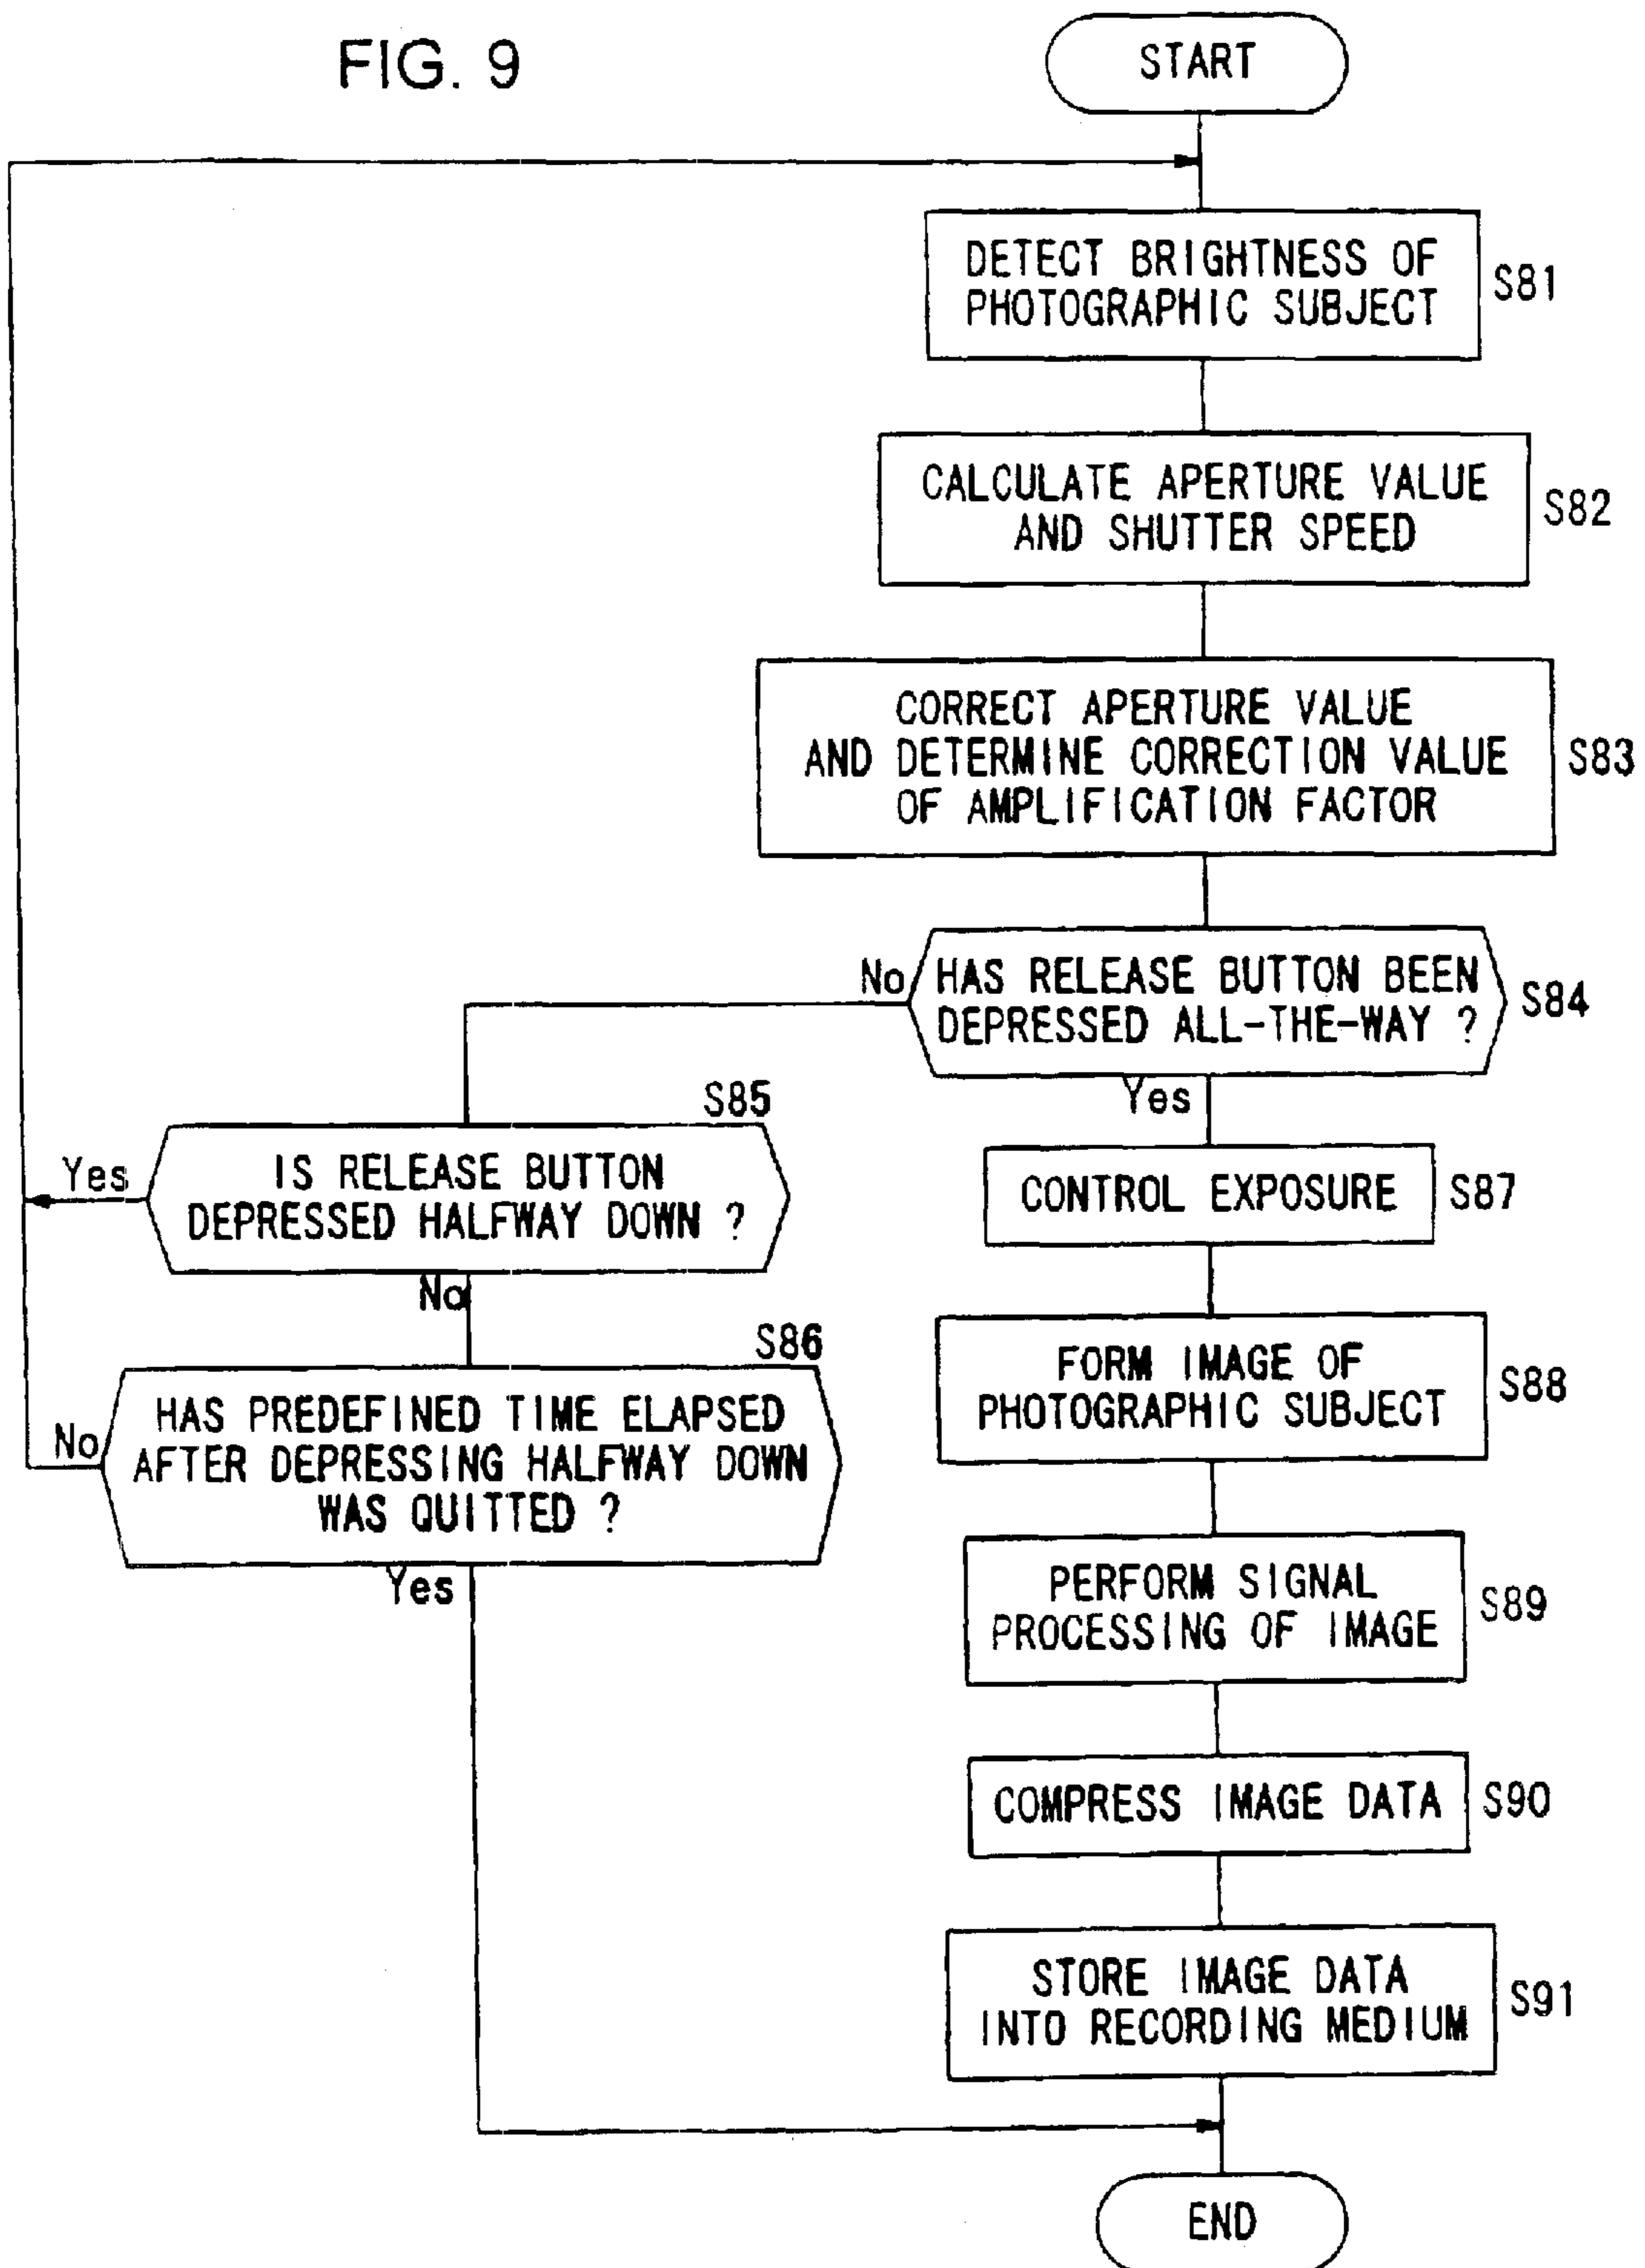 FIG. 9
START
DETECT BRIGHTNESS OF
PHOTOGRAPHIC SUBJECT
S81
CALCULATE APERTURE VALUE
AND SHUTTER SPEED
S82
CORRECT APERTURE VALUE
AND DETERMINE CORRECTION VALUE
OF AMPLIFICATION FACTOR
S83
HAS RELEASE BUTTON BEEN
DEPRESSED ALL-THE-WAY ?
S84
No
Yes
S85
IS RELEASE BUTTON
DEPRESSED HALFWAY DOWN ?
Yes
No
S86
HAS PREDEFINED TIME ELAPSED
AFTER DEPRESSING HALFWAY DOWN
WAS QUITTED ?
No
Yes
CONTROL EXPOSURE
S87
FORM IMAGE OF
PHOTOGRAPHIC SUBJECT
S88
PERFORM SIGNAL
PROCESSING OF IMAGE
S89
COMPRESS IMAGE DATA
S90
STORE IMAGE DATA
INTO RECORDING MEDIUM
S91
END